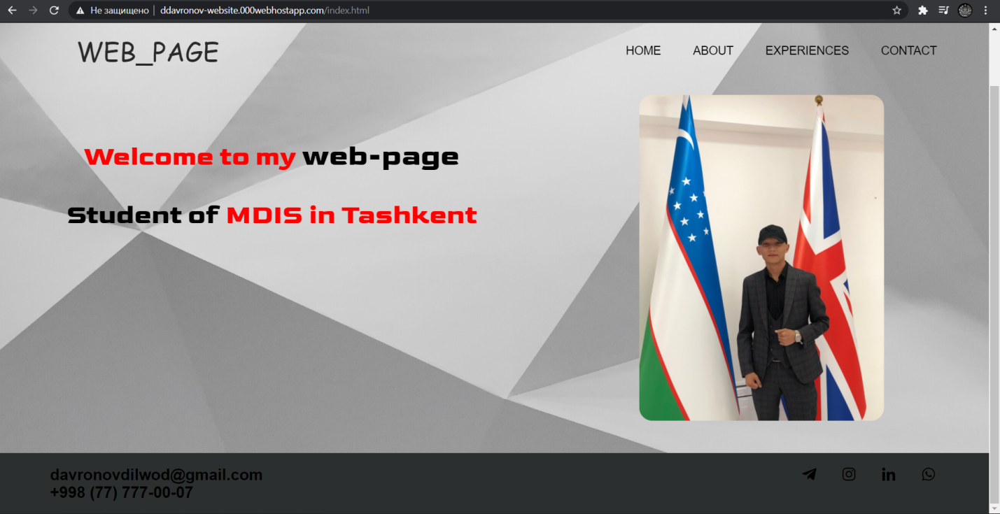 Не защищено | ddavronov-website.000webhostapp.com/index.html
WEB_PAGE
HOME ABOUT EXPERIENCES CONTACT
Welcome to my web-page
Student of MDIS in Tashkent
davronovdilwod@gmail.com
+998 (77) 777-00-07